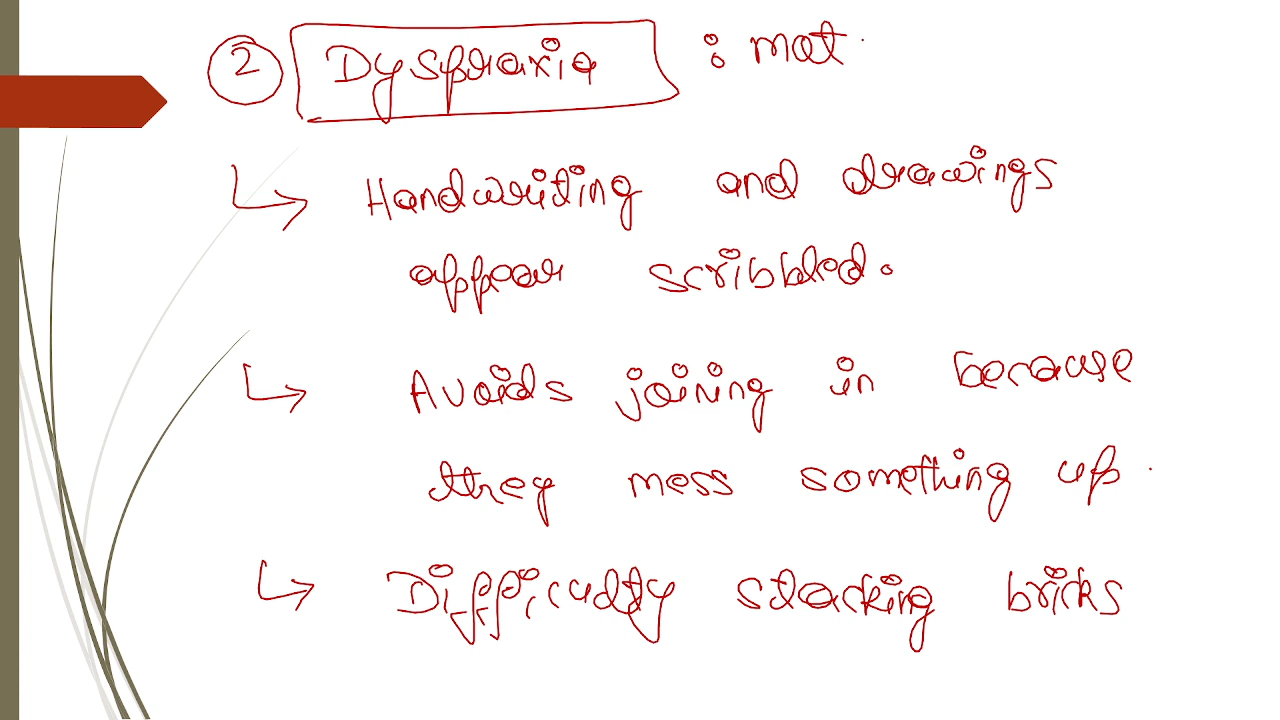 2 Dyspraxia : mot
↳ Handwriting and drawings
appear scribbled.
↳ Avoids joining in because
they mess something up.
↳ Difficulty stacking bricks